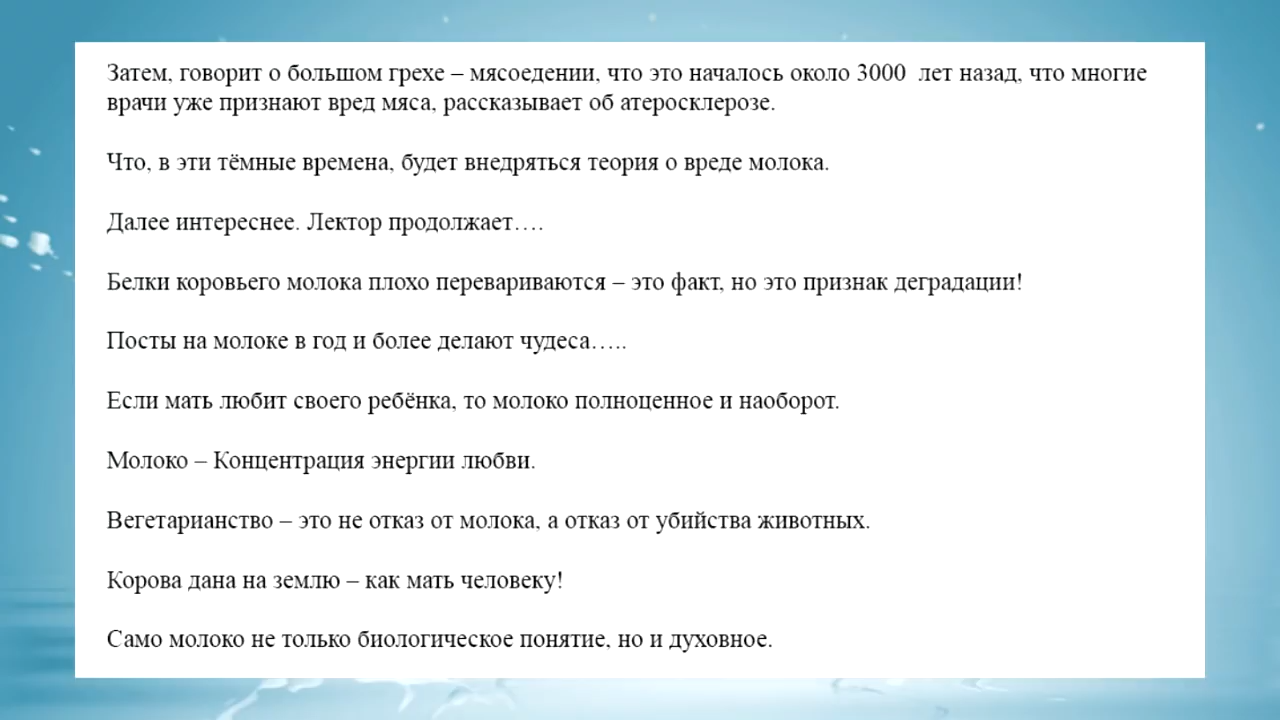 Затем, говорит о большом грехе – мясоедении, что это началось около 3000  лет назад, что многие
врачи уже признают вред мяса, рассказывает об атеросклерозе.
Что, в эти тёмные времена, будет внедряться теория о вреде молока.
Далее интереснее. Лектор продолжает….
Белки коровьего молока плохо перевариваются – это факт, но это признак деградации!
Посты на молоке в год и более делают чудеса…..
Если мать любит своего ребёнка, то молоко полноценное и наоборот.
Молоко – Концентрация энергии любви.
Вегетарианство – это не отказ от молока, а отказ от убийства животных.
Корова дана на землю – как мать человеку!
Само молоко не только биологическое понятие, но и духовное.